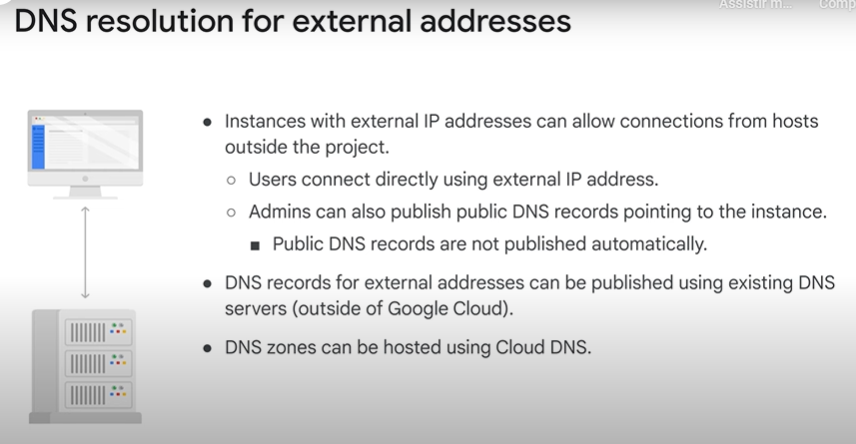 Assistir m...
Comp
DNS resolution for external addresses
● Instances with external IP addresses can allow connections from hosts
outside the project.
○ Users connect directly using external IP address.
○ Admins can also publish public DNS records pointing to the instance.
■ Public DNS records are not published automatically.
● DNS records for external addresses can be published using existing DNS
servers (outside of Google Cloud).
● DNS zones can be hosted using Cloud DNS.